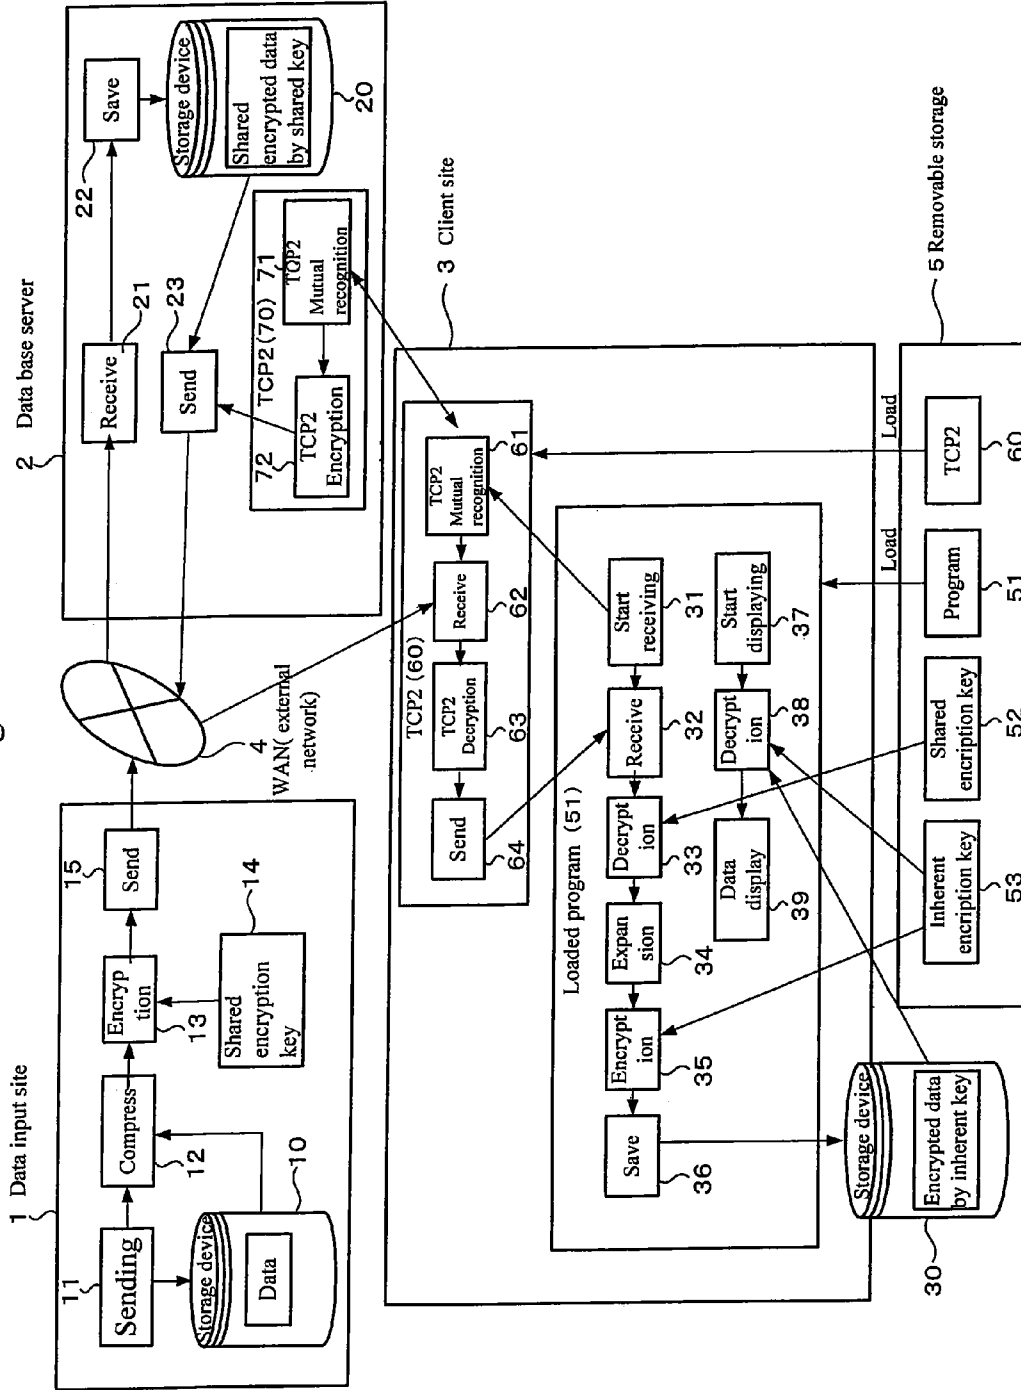 1 Data input site
11
Sending
12
Compress
13
Encryp
tion
15
Send
14
Shared
encryption
key
10
Storage device
Data
4
WAN( external
network)
2
Data base server
Receive
21
22
Save
23
Send
Storage device
Shared
encrypted data
by shared key
20
TCP2 (70)
71
TCP2
Mutual
recognition
72
TCP2
Encryption
3 Client site
TCP2 (60)
TCP2
Mutual
recognition
61
Receive
62
TCP2
Decryption
63
Send
64
Loaded program (51)
Start
receiving
31
Receive
32
Decrypt
ion
33
Expan
sion
34
Encrypt
ion
35
Save
36
Start
displaying
37
Decrypt
ion
38
Data
display
39
Storage device
Encrypted data
by inherent key
30
5 Removable storage
Load
Load
TCP2
60
Program
51
Shared
encription key
52
Inherent
encription key
53